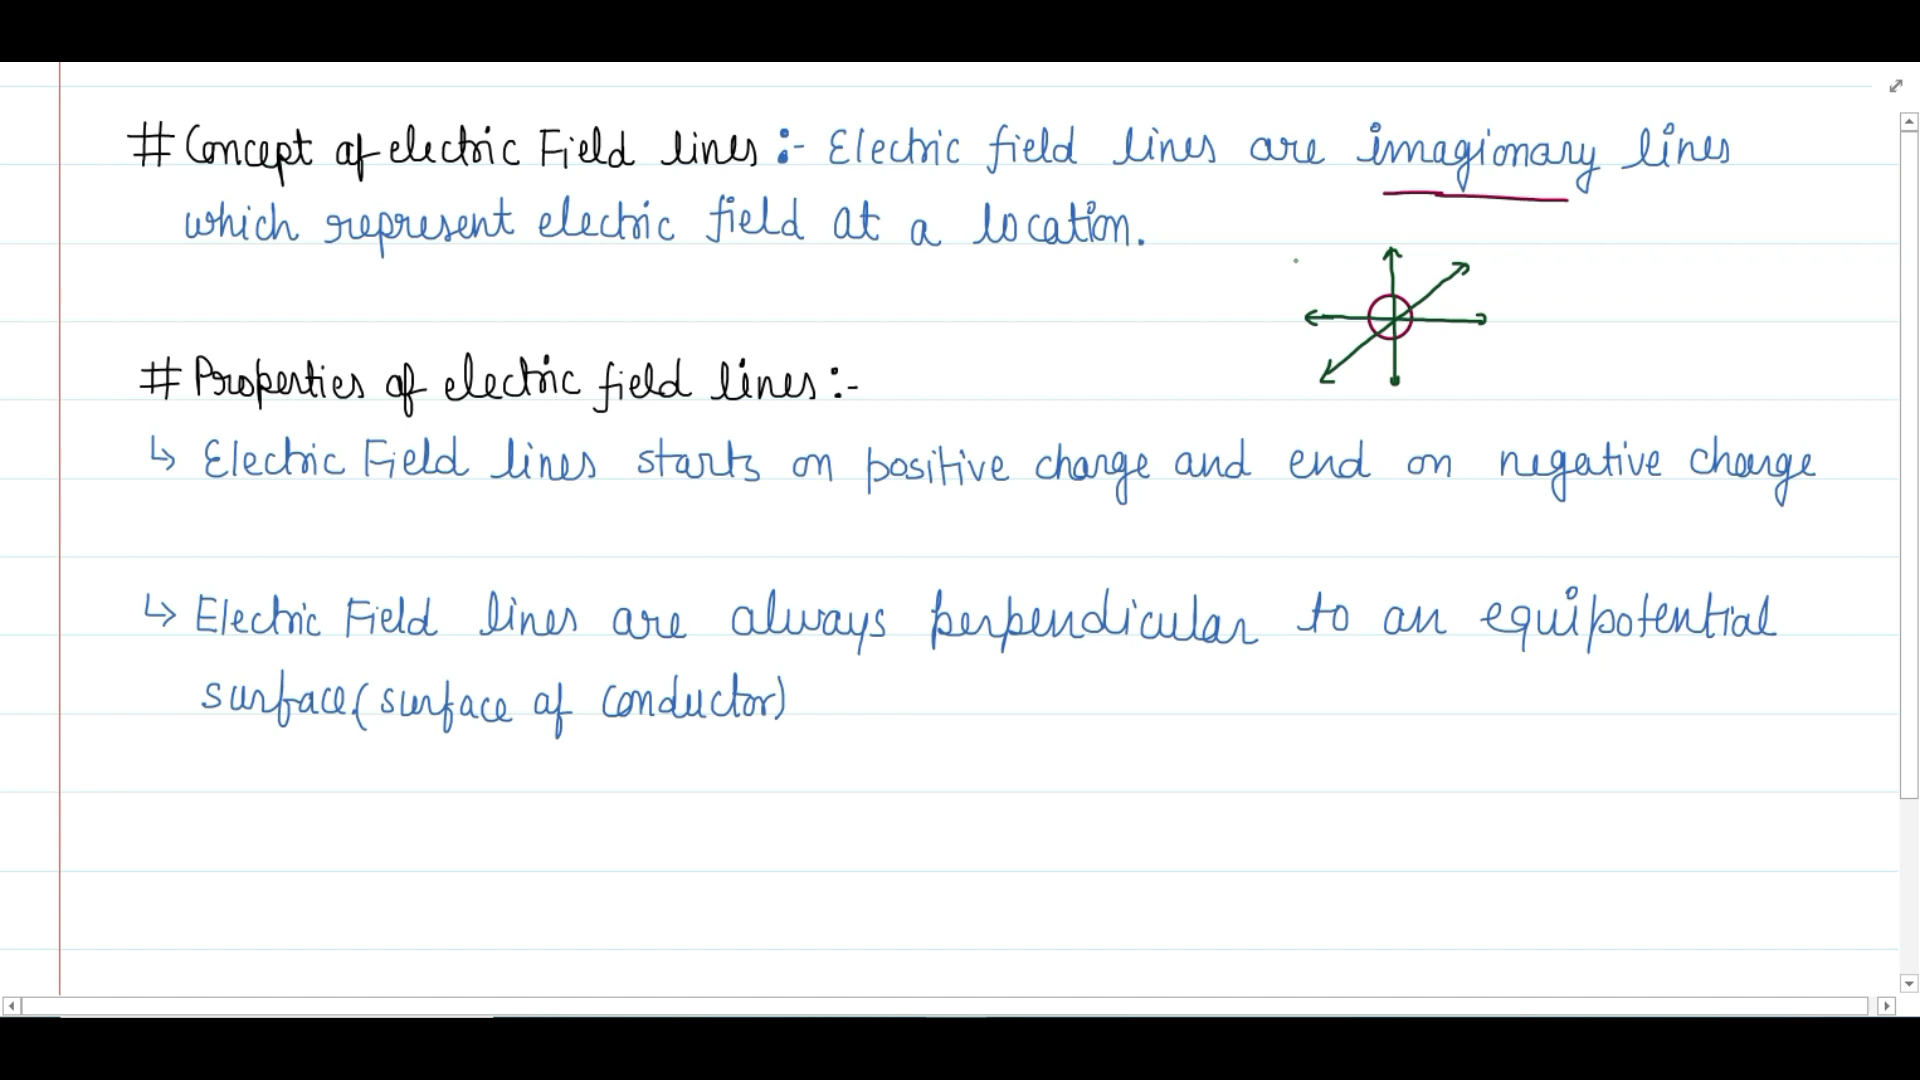 # Concept of electric Field lines :- Electric field lines are imagionary lines
which represent electric field at a location.
# Properties of electric field lines :-
↳ Electric Field lines starts on positive charge and end on negative charge
↳ Electric Field lines are always perpendicular to an equipotential
surface (surface of conductor)